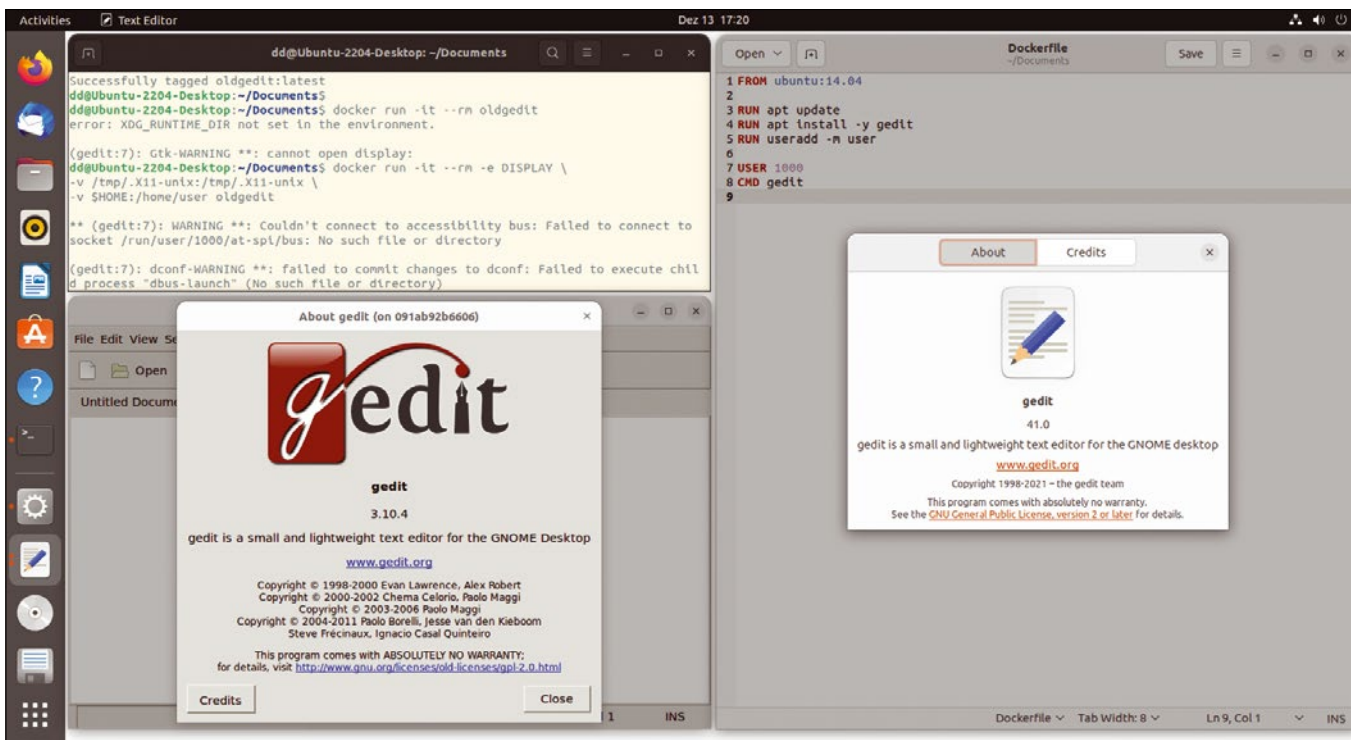 Activities
Text Editor
Dez 13 17:20
dd@Ubuntu-2204-Desktop: ~/Documents
Successfully tagged oldgedit:latest
dd@Ubuntu-2204-Desktop:~/Documents$
dd@Ubuntu-2204-Desktop:~/Documents$ docker run -it --rm oldgedit
error: XDG_RUNTIME_DIR not set in the environment.
(gedit:7): Gtk-WARNING **: cannot open display:
dd@Ubuntu-2204-Desktop:~/Documents$ docker run -it --rm -e DISPLAY \
-v /tmp/.X11-unix:/tmp/.X11-unix \
-v $HOME:/home/user oldgedit
** (gedit:7): WARNING **: Couldn't connect to accessibility bus: Failed to connect to
socket /run/user/1000/at-spi/bus: No such file or directory
(gedit:7): dconf-WARNING **: failed to commit changes to dconf: Failed to execute chil
d process "dbus-launch" (No such file or directory)
File Edit View Se
Open
Untitled Docume
About gedit (on 091ab92b6606)
gedit
gedit
3.10.4
gedit is a small and lightweight text editor for the GNOME Desktop
www.gedit.org
Copyright © 1998-2000 Evan Lawrence, Alex Robert
Copyright © 2000-2002 Chema Celorio, Paolo Maggi
Copyright © 2003-2006 Paolo Maggi
Copyright © 2004-2011 Paolo Borelli, Jesse van den Kieboom
Steve Frécinaux, Ignacio Casal Quinteiro
This program comes with ABSOLUTELY NO WARRANTY;
for details, visit http://www.gnu.org/licenses/old-licenses/gpl-2.0.html
Credits
Close
1 INS
Open
Dockerfile
~/Documents
Save
1 FROM ubuntu:14.04
2
3 RUN apt update
4 RUN apt install -y gedit
5 RUN useradd -m user
6
7 USER 1000
8 CMD gedit
9
About
Credits
gedit
41.0
gedit is a small and lightweight text editor for the GNOME desktop
www.gedit.org
Copyright 1998-2021 – the gedit team
This program comes with absolutely no warranty.
See the GNU General Public License, version 2 or later for details.
Dockerfile
Tab Width: 8
Ln 9, Col 1
INS